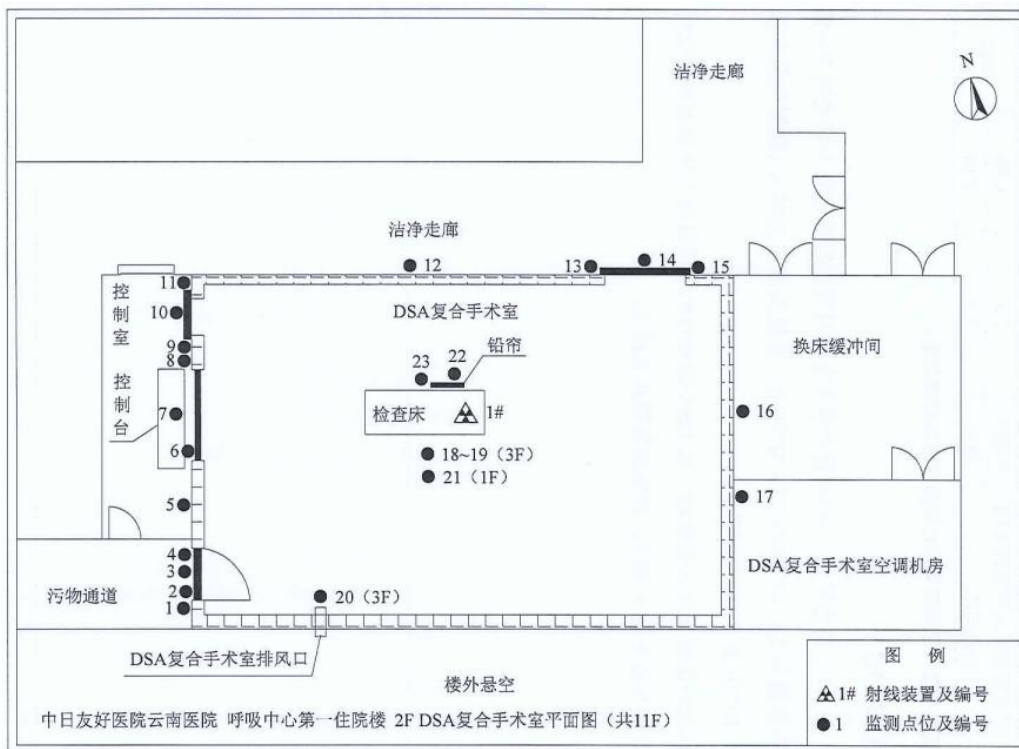 洁净走廊
N
洁净走廊
12
13
14
15
11
控制室
10
DSA复合手术室
9
8
铅帘
23
22
换床缓冲间
控制台
7
检查床
1#
16
6
18~19（3F）
21（1F）
5
17
4
3
DSA复合手术室空调机房
污物通道
2
1
20（3F）
DSA复合手术室排风口
图 例
楼外悬空
1# 射线装置及编号
中日友好医院云南医院 呼吸中心第一住院楼 2F DSA复合手术室平面图（共11F）
1 监测点位及编号